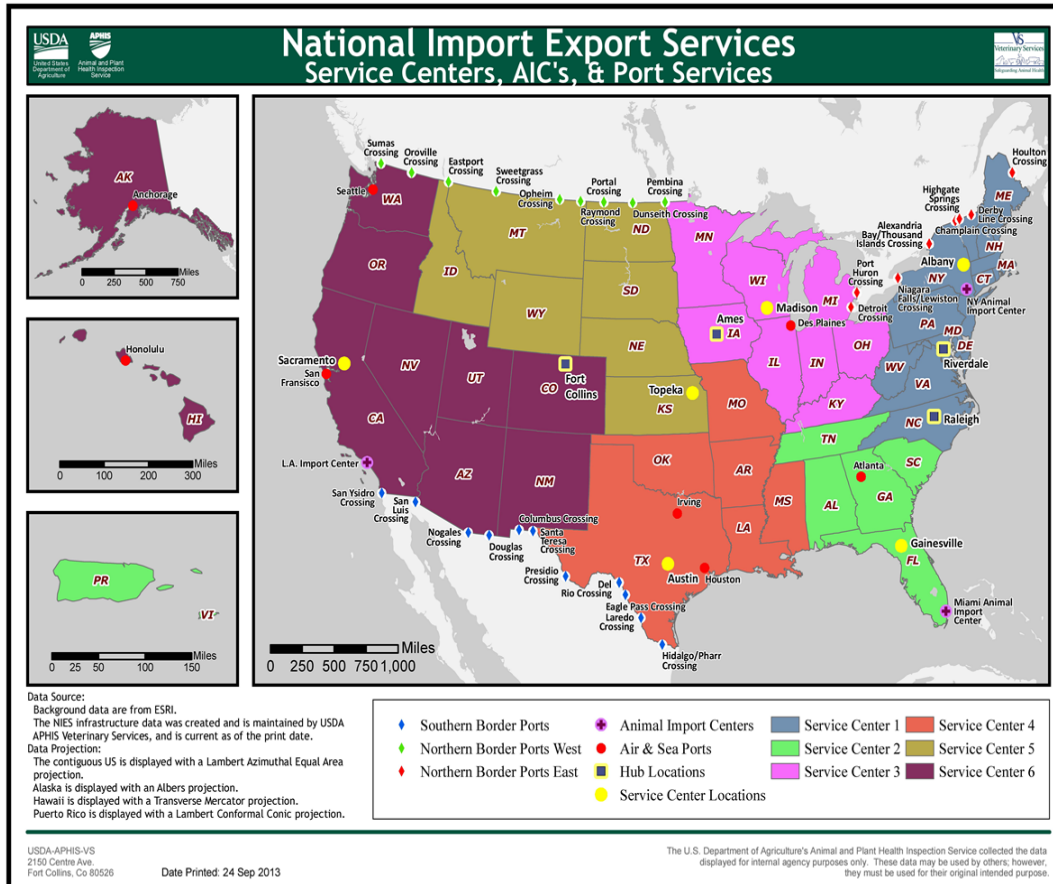 USDA
APHIS
United States
Department of
Agriculture
Animal and Plant
Health Inspection
Service
National Import Export Services
Service Centers, AIC's, & Port Services
VS
Veterinary Services
Safeguarding Animal Health
AK
Anchorage
0 250 500 750 Miles
Honolulu
HI
Miles
0 100 200 300
PR
VI
Miles
0 25 50 100 150
Sumas
Crossing
Oroville
Crossing
Eastport
Crossing
Sweetgrass
Crossing
Opheim
Crossing
Raymond
Crossing
Portal
Crossing
Dunseith Crossing
Pembina
Crossing
Houlton
Crossing
Highgate
Springs
Crossing
Derby
Line Crossing
Champlain Crossing
Alexandria
Bay/Thousand
Islands Crossing
Port
Huron
Crossing
Detroit
Crossing
Niagara
Falls/Lewiston
Crossing
NY Animal
Import Center
Seattle
WA
OR
ID
MT
ND
SD
WY
NE
KS
NV
UT
CO
CA
AZ
NM
MN
WI
MI
IA
IL
IN
OH
KY
MO
OK
AR
TX
LA
MS
TN
AL
GA
SC
FL
NC
VA
WV
PA
MD
DE
NY
CT
MA
NH
ME
Albany
Madison
Des Plaines
Ames
Riverdale
Raleigh
Sacramento
San
Fransisco
Fort
Collins
Topeka
L.A. Import Center
San Ysidro
Crossing
San
Luis
Crossing
Nogales
Crossing
Douglas
Crossing
Columbus Crossing
Santa
Teresa
Crossing
Presidio
Crossing
Del
Rio Crossing
Eagle Pass Crossing
Laredo
Crossing
Hidalgo/Pharr
Crossing
Irving
Austin
Houston
Atlanta
Gainesville
Miami Animal
Import
Center
Miles
0 250 500 750 1,000
Data Source:
Background data are from ESRI.
The NIES infrastructure data was created and is maintained by USDA
APHIS Veterinary Services, and is current as of the print date.
Data Projection:
The contiguous US is displayed with a Lambert Azimuthal Equal Area
projection.
Alaska is displayed with an Albers projection.
Hawaii is displayed with a Transverse Mercator projection.
Puerto Rico is displayed with a Lambert Conformal Conic projection.
Southern Border Ports
Northern Border Ports West
Northern Border Ports East
Animal Import Centers
Air & Sea Ports
Hub Locations
Service Center Locations
Service Center 1
Service Center 2
Service Center 3
Service Center 4
Service Center 5
Service Center 6
USDA-APHIS-VS
2150 Centre Ave.
Fort Collins, Co 80526
Date Printed: 24 Sep 2013
The U.S. Department of Agriculture's Animal and Plant Health Inspection Service collected the data
displayed for internal agency purposes only. These data may be used by others; however,
they must be used for their original intended purpose.